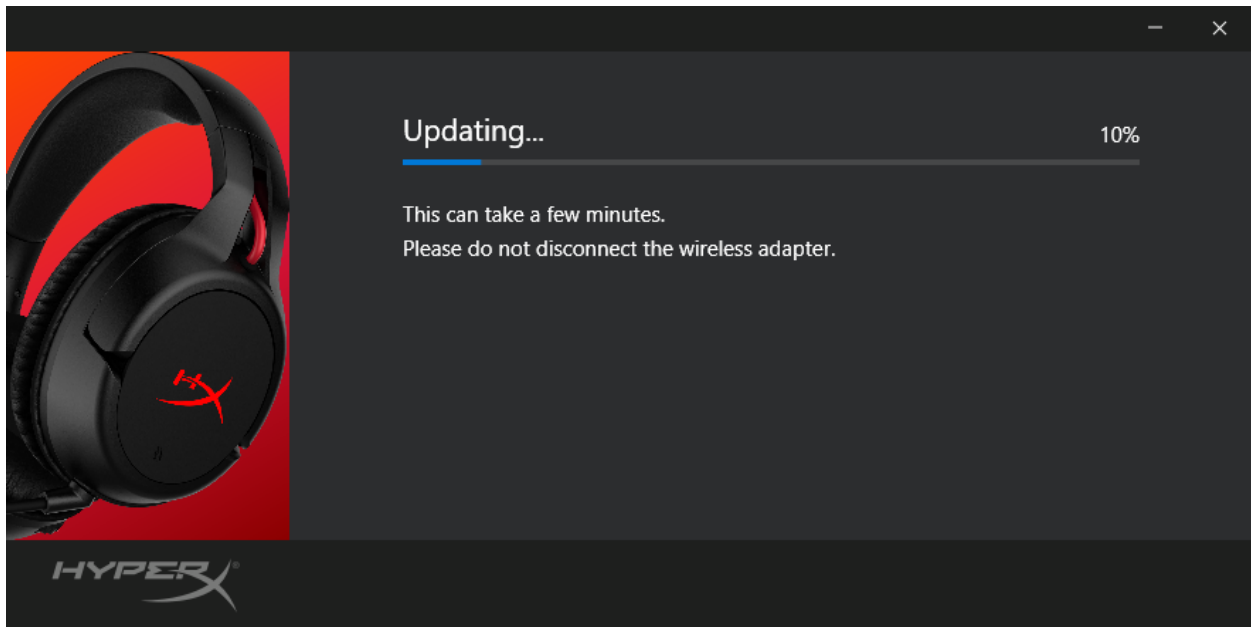 Updating...
10%
This can take a few minutes.
Please do not disconnect the wireless adapter.
HYPERX®